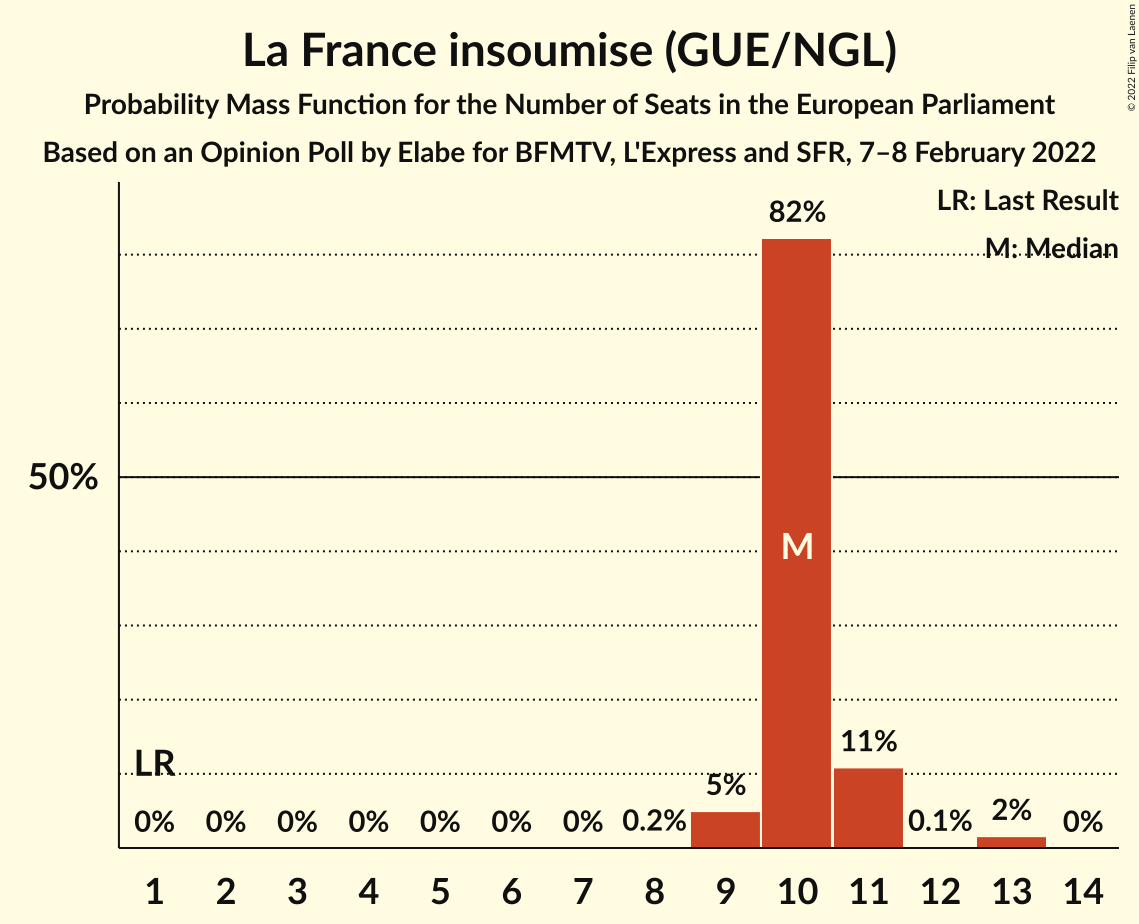 La France insoumise (GUE/NGL)
Probability Mass Function for the Number of Seats in the European Parliament
Based on an Opinion Poll by Elabe for BFMTV, L'Express and SFR, 7–8 February 2022
© 2022 Filip van Laenen
LR: Last Result
M: Median
82%
50%
M
11%
LR
5%
2%
0% 0% 0% 0% 0% 0% 0% 0.2% 0.1% 0%
1 2 3 4 5 6 7 8 9 10 11 12 13 14